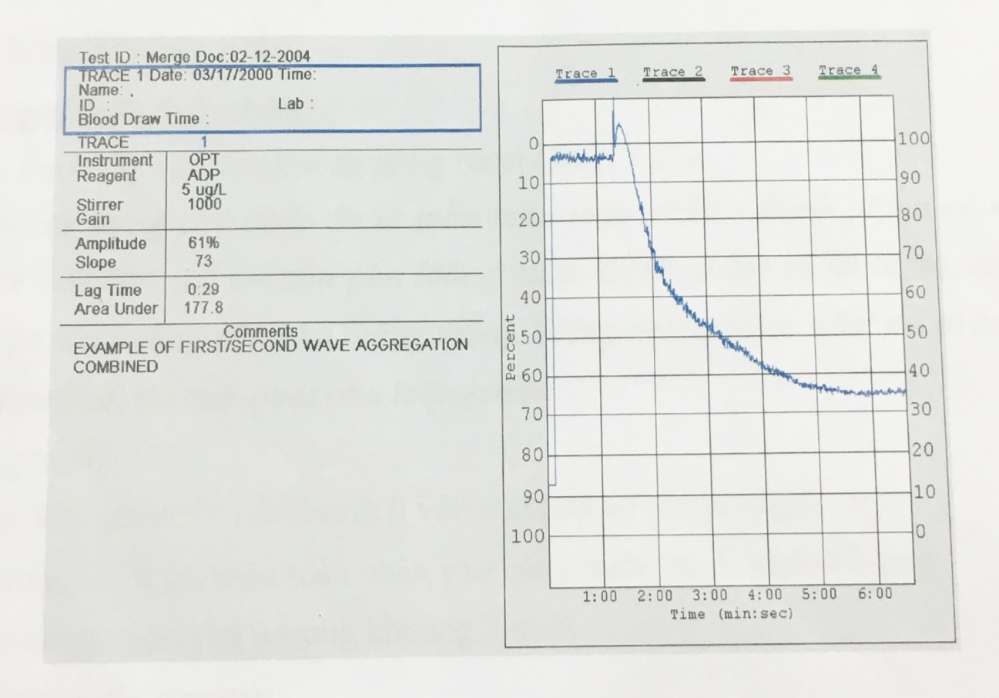 Test ID : Merge Doc:02-12-2004
TRACE 1 Date: 03/17/2000 Time:
Name: .
ID : Lab :
Blood Draw Time :
TRACE 1
Instrument OPT
Reagent ADP
5 ug/L
Stirrer 1000
Gain
Amplitude 61%
Slope 73
Lag Time 0:29
Area Under 177.8
Comments
EXAMPLE OF FIRST/SECOND WAVE AGGREGATION
COMBINED
Trace 1 Trace 2 Trace 3 Trace 4
0 100
10 90
20 80
30 70
40 60
50 50
60 40
70 30
80 20
90 10
100 0
Percent
1:00 2:00 3:00 4:00 5:00 6:00
Time (min:sec)